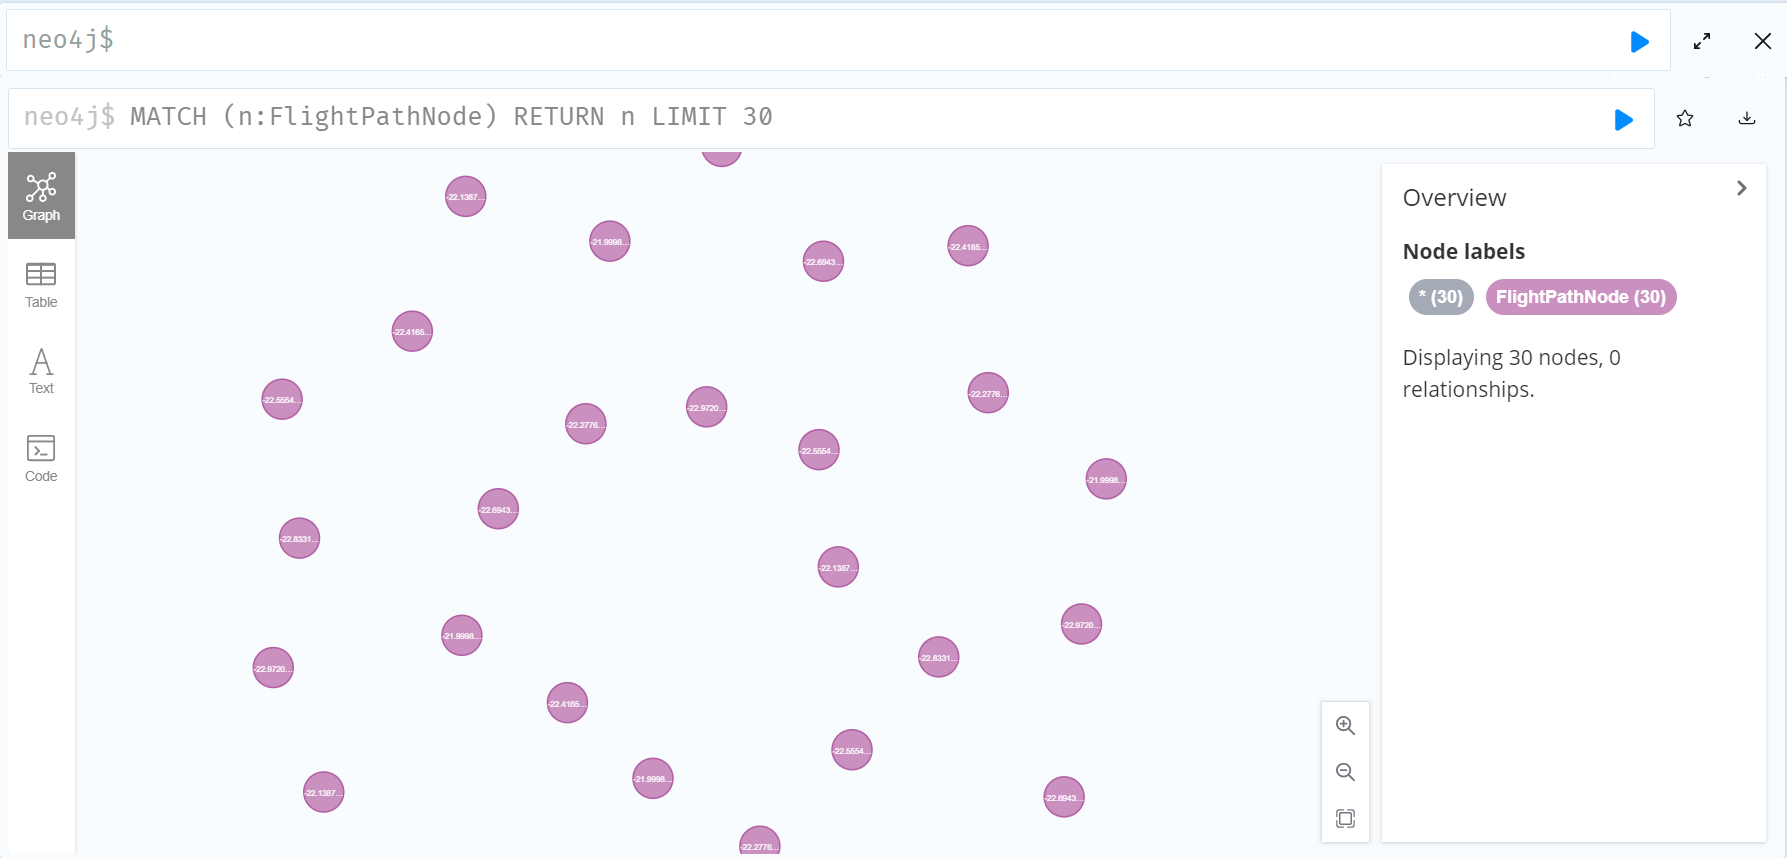 neo4j$
neo4j$ MATCH (n:FlightPathNode) RETURN n LIMIT 30
Graph
Table
Text
Code
-22.1387...
-21.9998...
-22.6943...
-22.4165...
-22.4165...
-22.5554...
-22.2776...
-22.9720...
-22.2776...
-22.5554...
-21.9998...
-22.6943...
-22.8331...
-22.1387...
-22.9720...
-21.9998...
-22.8331...
-22.9720...
-22.4165...
-22.5554...
-21.9998...
-22.1387...
-22.6943...
-22.2776...
Overview
Node labels
* (30) FlightPathNode (30)
Displaying 30 nodes, 0
relationships.